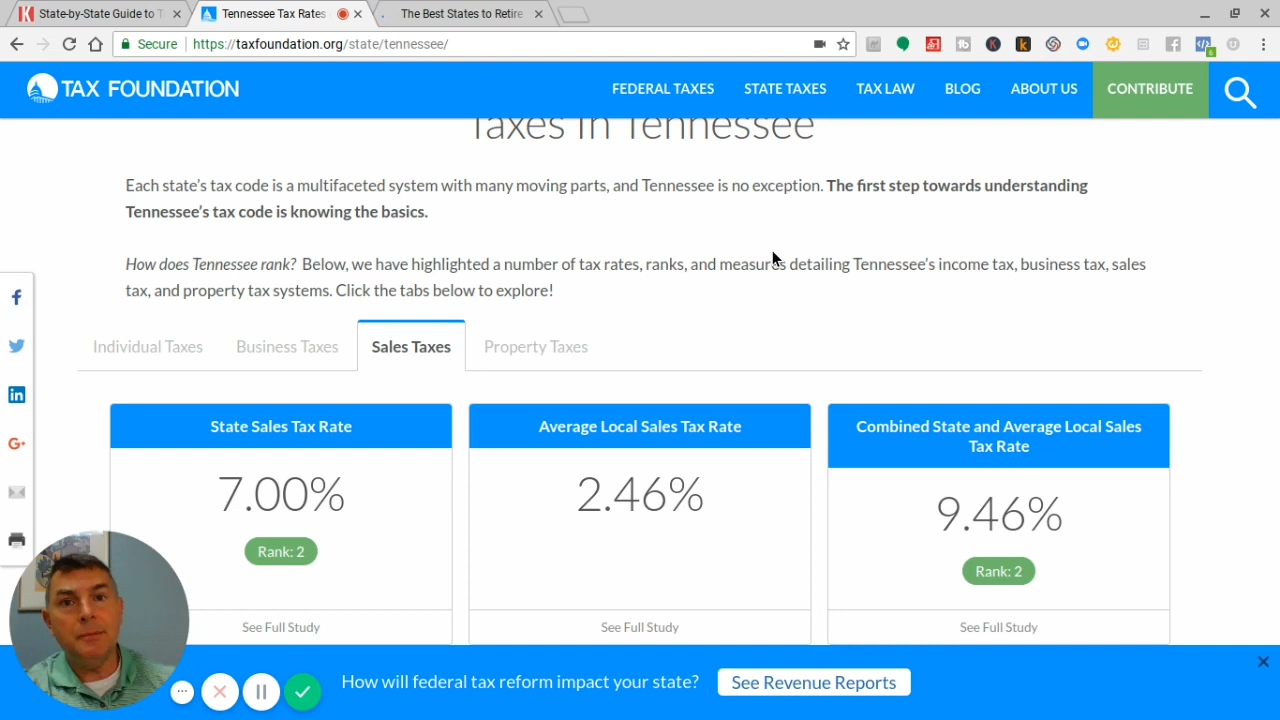 State-by-State Guide to T
Tennessee Tax Rates
The Best States to Retire
Secure
https://taxfoundation.org/state/tennessee/
TAX FOUNDATION
FEDERAL TAXES
STATE TAXES
TAX LAW
BLOG
ABOUT US
CONTRIBUTE
Taxes in Tennessee
Each state's tax code is a multifaceted system with many moving parts, and Tennessee is no exception. The first step towards understanding
Tennessee's tax code is knowing the basics.
How does Tennessee rank? Below, we have highlighted a number of tax rates, ranks, and measures detailing Tennessee's income tax, business tax, sales
tax, and property tax systems. Click the tabs below to explore!
Individual Taxes
Business Taxes
Sales Taxes
Property Taxes
State Sales Tax Rate
7.00%
Rank: 2
See Full Study
Average Local Sales Tax Rate
2.46%
See Full Study
Combined State and Average Local Sales
Tax Rate
9.46%
Rank: 2
See Full Study
How will federal tax reform impact your state?
See Revenue Reports